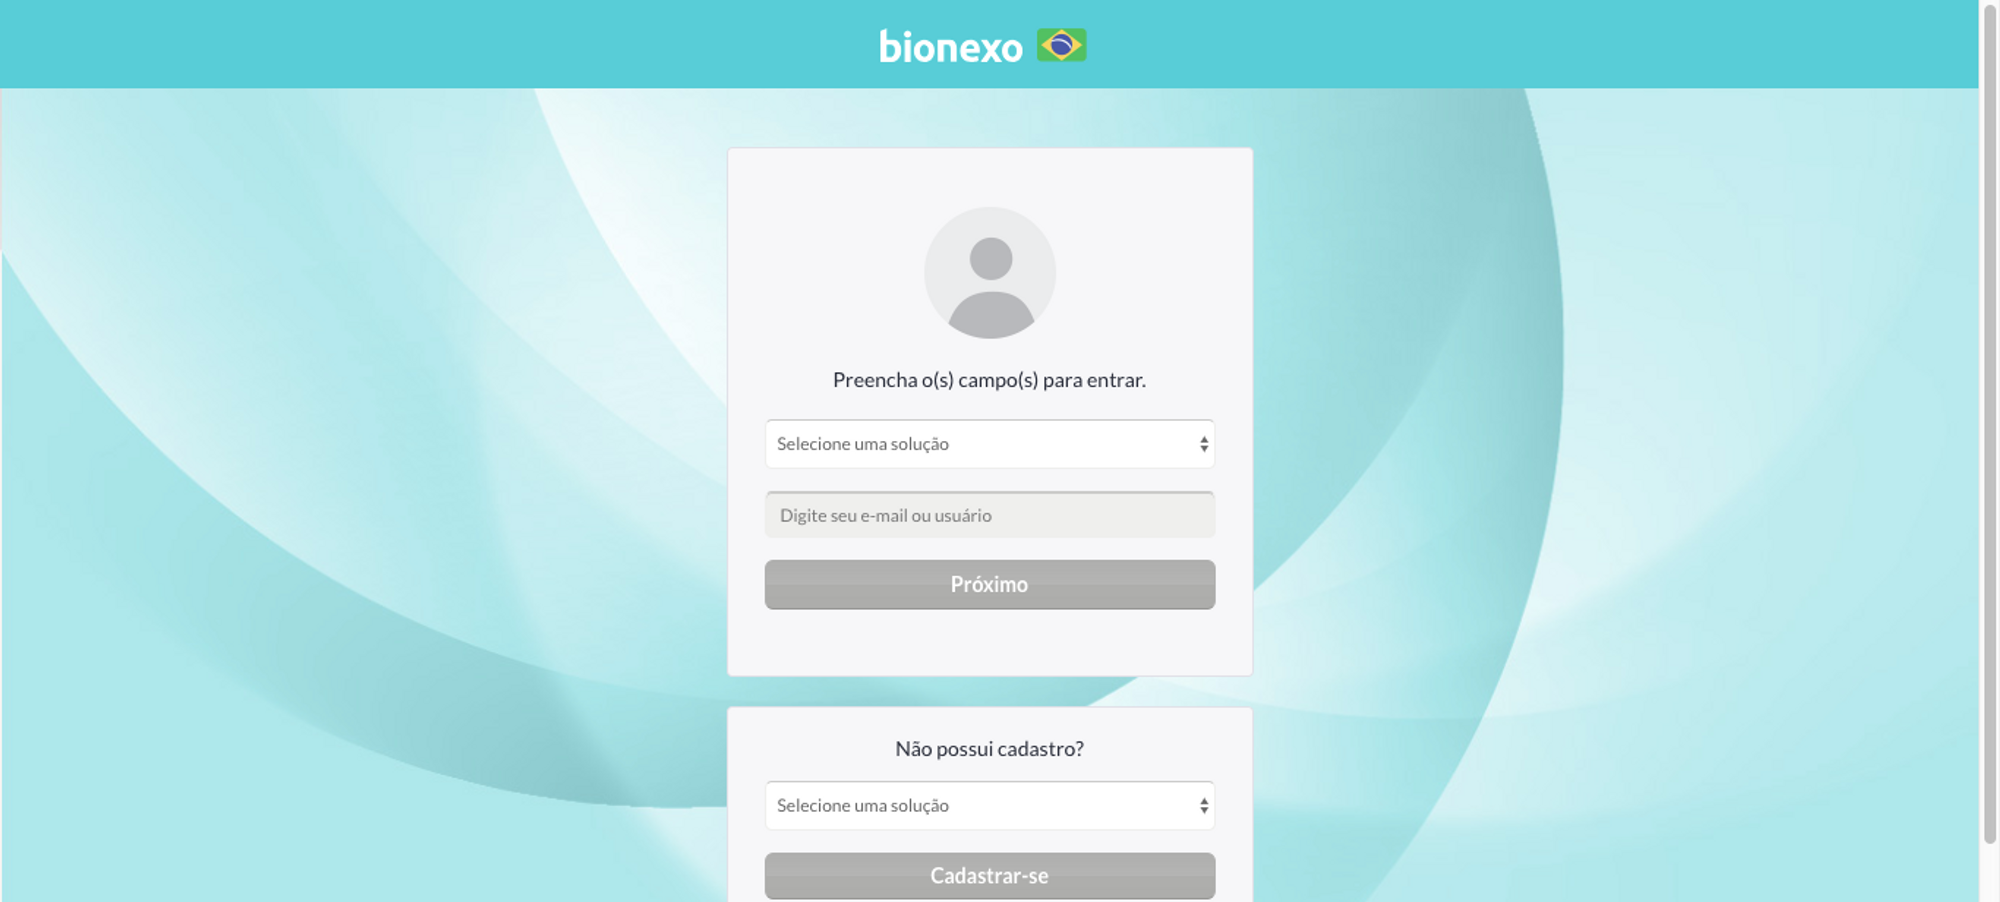 bionexo
Preencha o(s) campo(s) para entrar.
Selecione uma solução
Digite seu e-mail ou usuário
Próximo
Não possui cadastro?
Selecione uma solução
Cadastrar-se